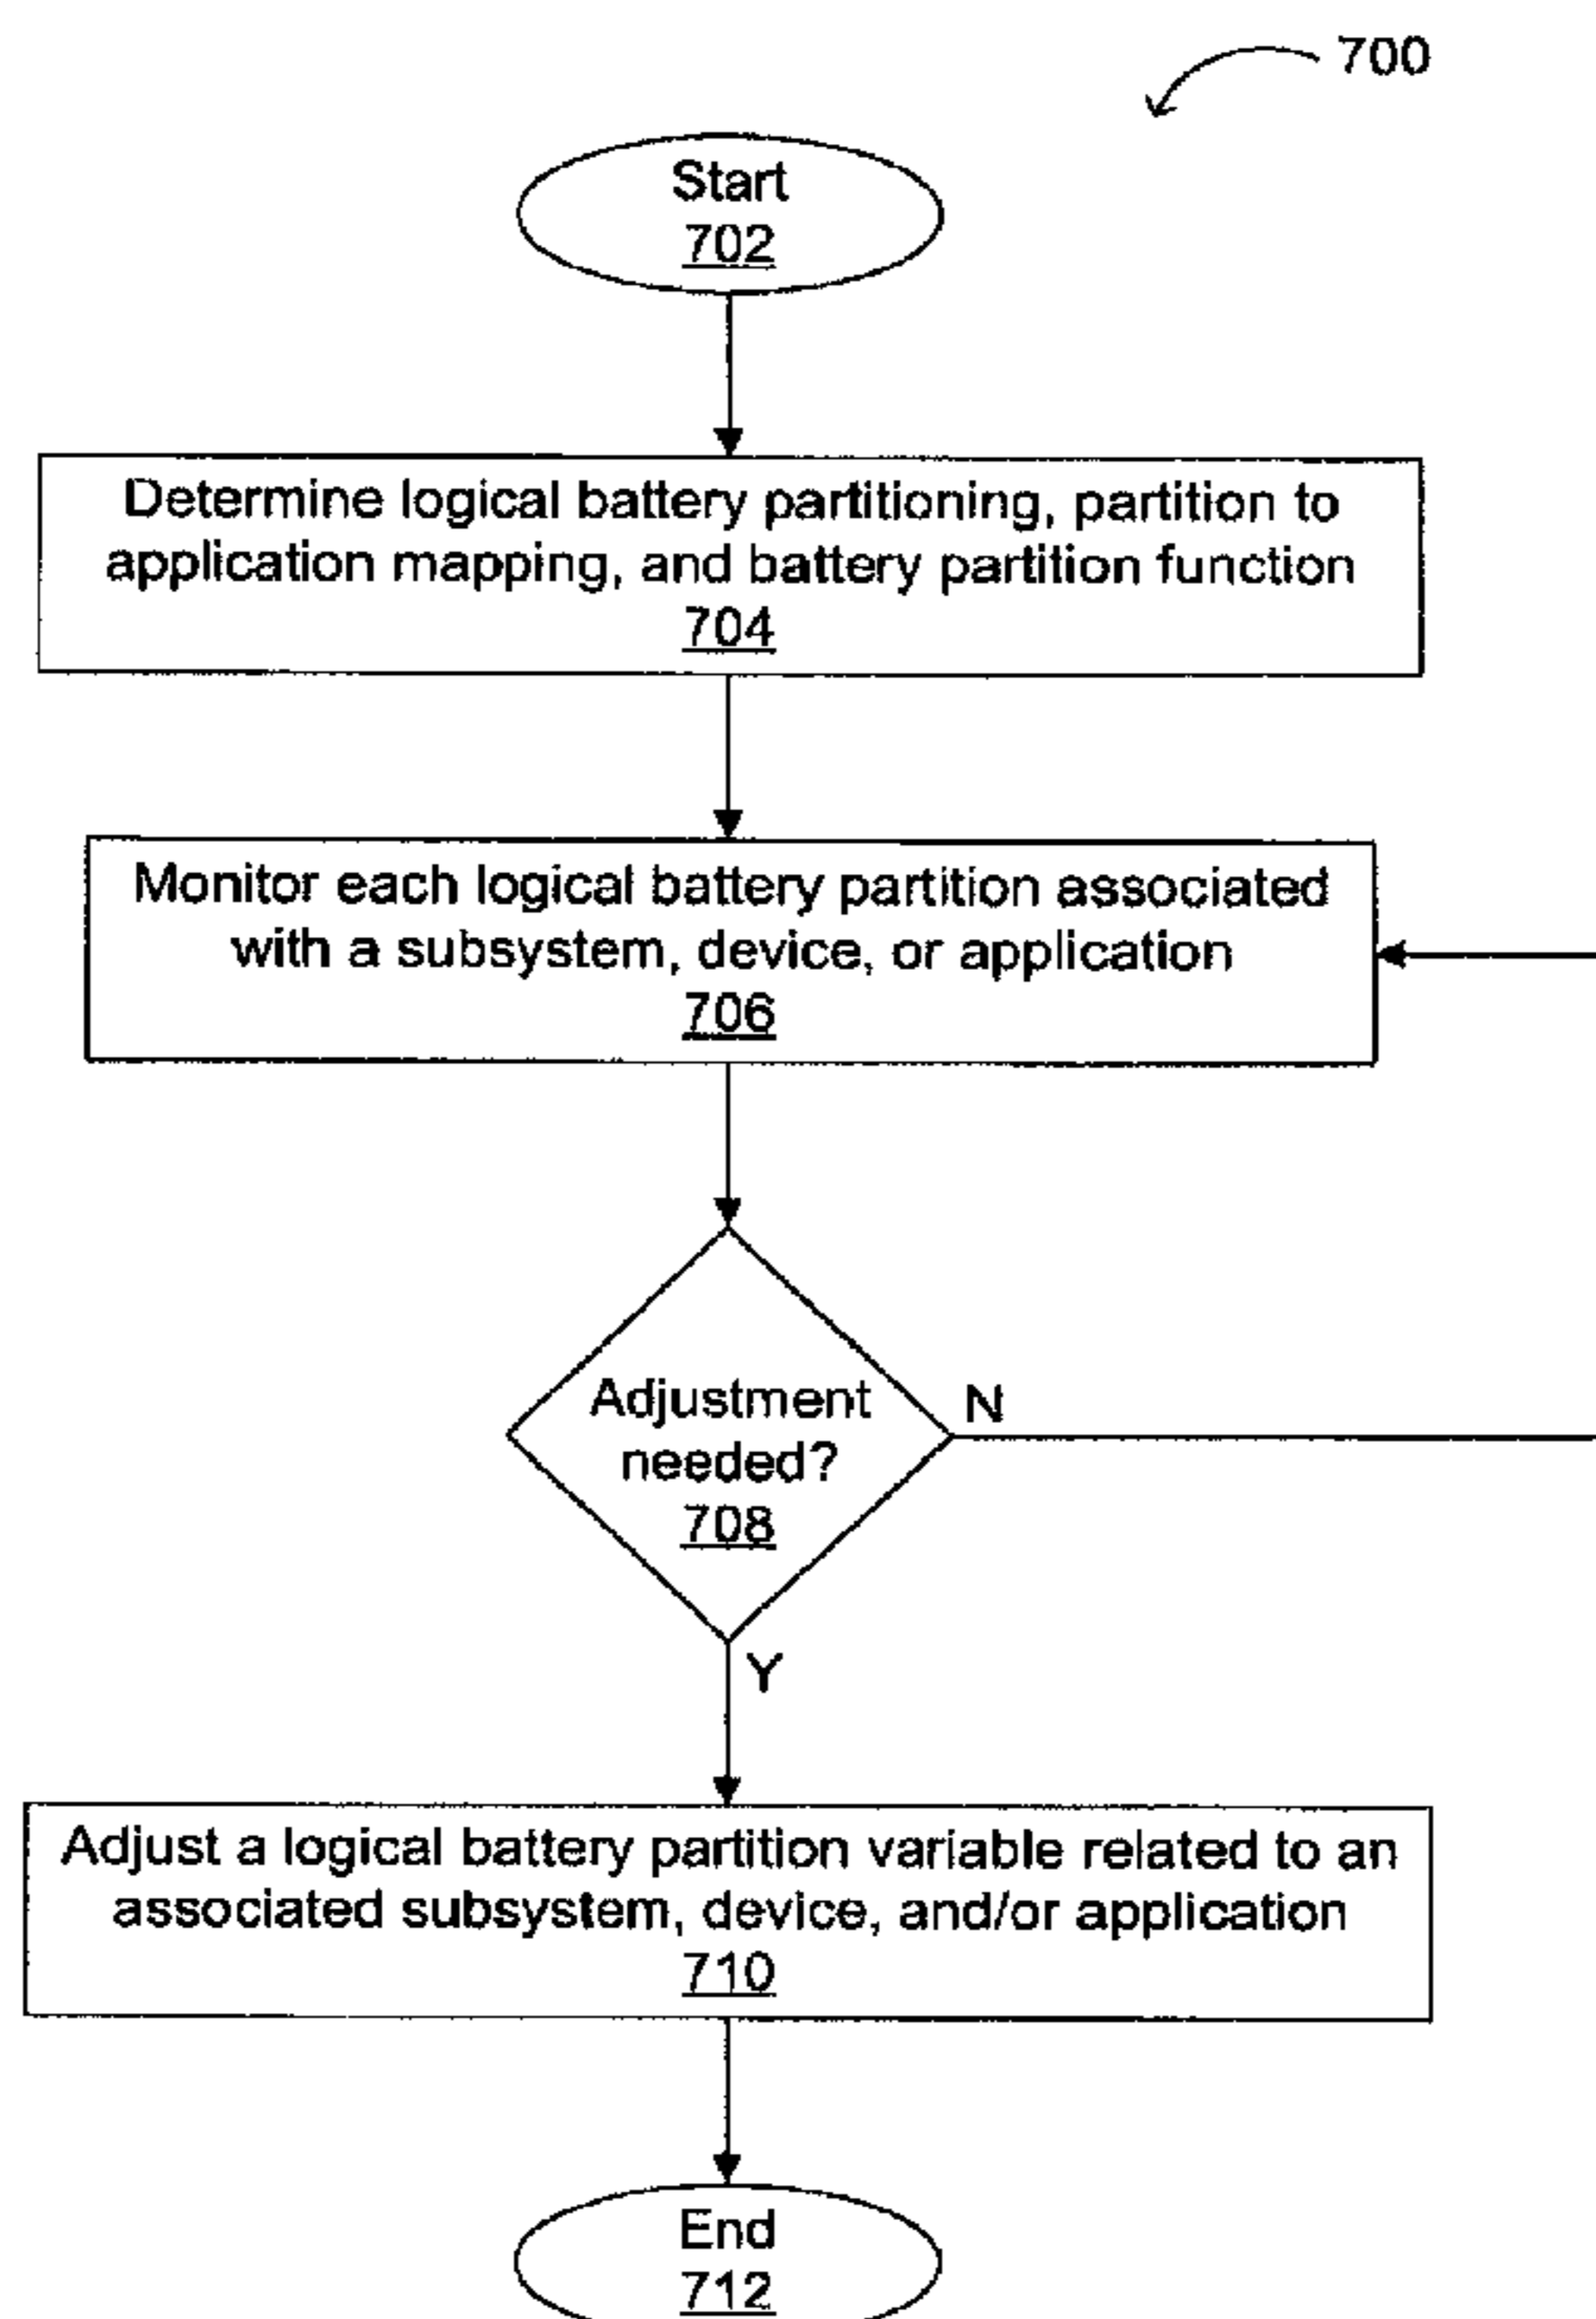 700
Start
702
Determine logical battery partitioning, partition to
application mapping, and battery partition function
704
Monitor each logical battery partition associated
with a subsystem, device, or application
706
Adjustment
needed?
708
N
Y
Adjust a logical battery partition variable related to an
associated subsystem, device, and/or application
710
End
712